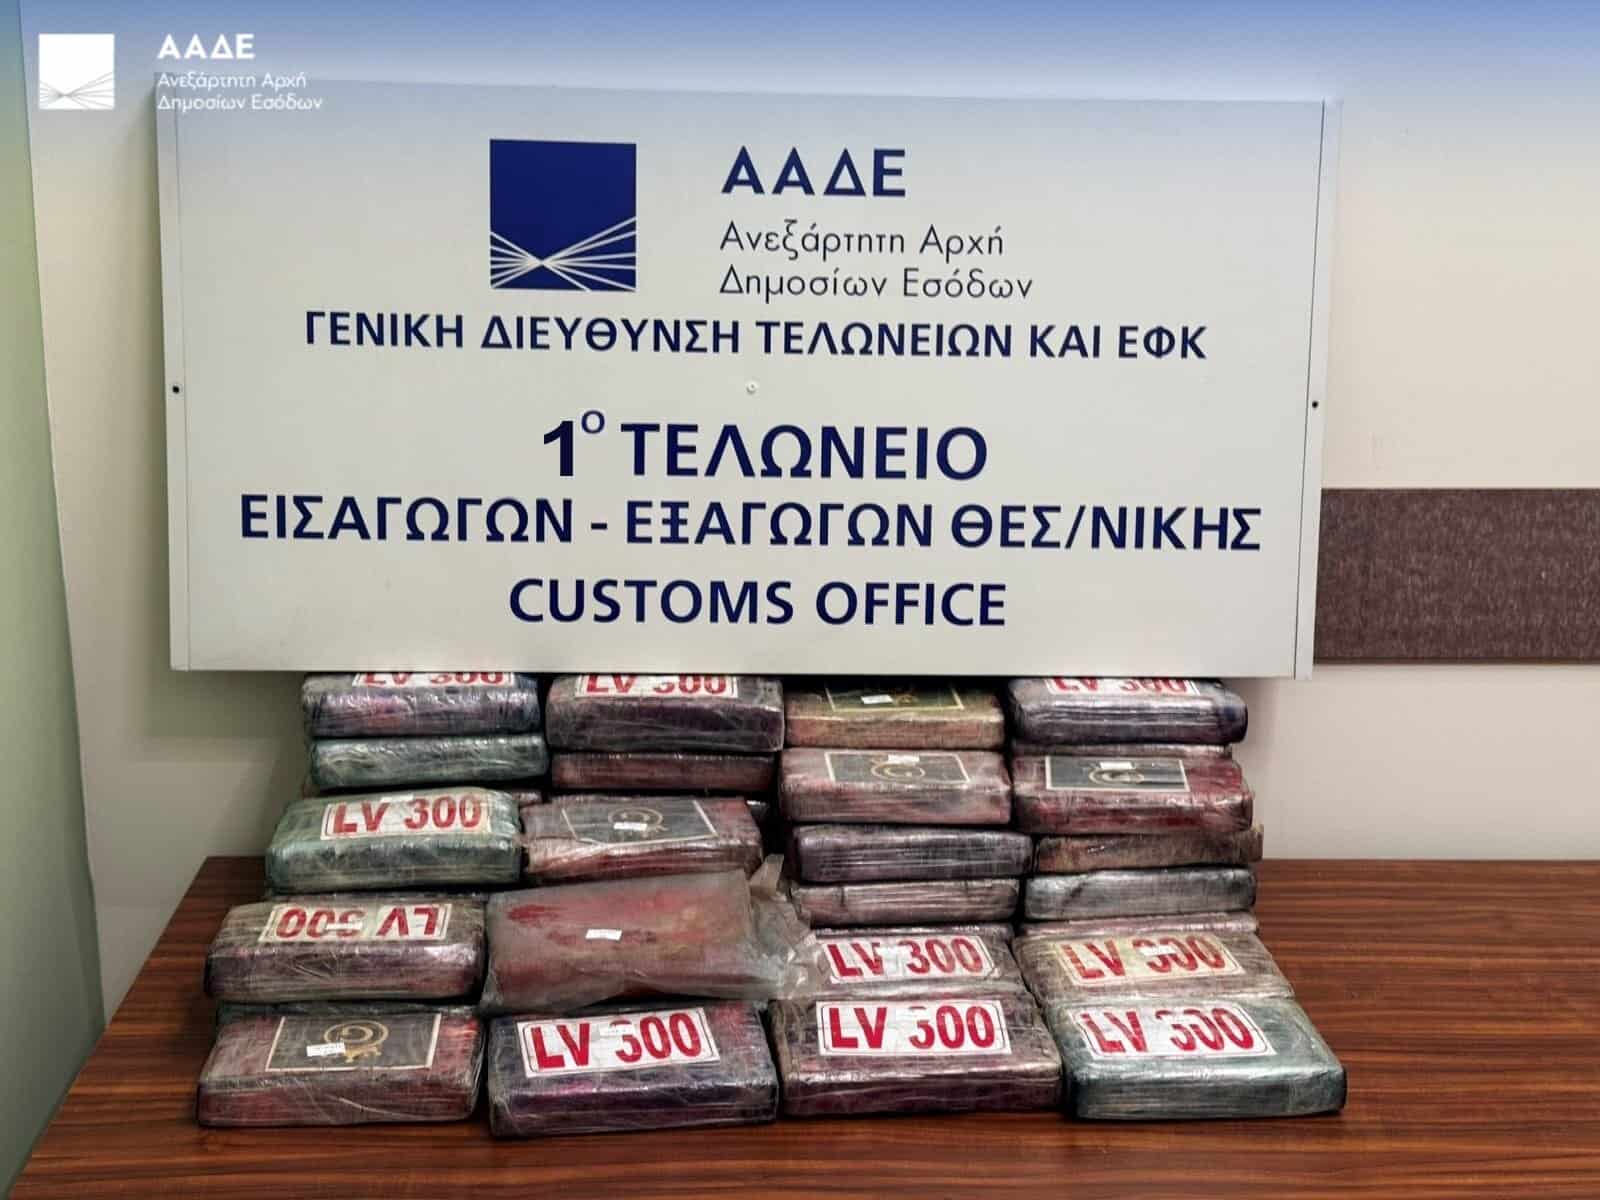 ΑΑΔΕ
Ανεξάρτητη Αρχή
Δημοσίων Εσόδων
ΑΑΔΕ
Ανεξάρτητη Αρχή
Δημοσίων Εσόδων
ΓΕΝΙΚΗ ΔΙΕΥΘΥΝΣΗ ΤΕΛΩΝΕΙΩΝ ΚΑΙ ΕΦΚ
1Ο ΤΕΛΩΝΕΙΟ
ΕΙΣΑΓΩΓΩΝ - ΕΞΑΓΩΓΩΝ ΘΕΣ/ΝΙΚΗΣ
CUSTOMS OFFICE
LV 300
LV 300
LV 300
LV 300
LV 300
LV 300
LV 300
LV 300
LV 300
LV 300